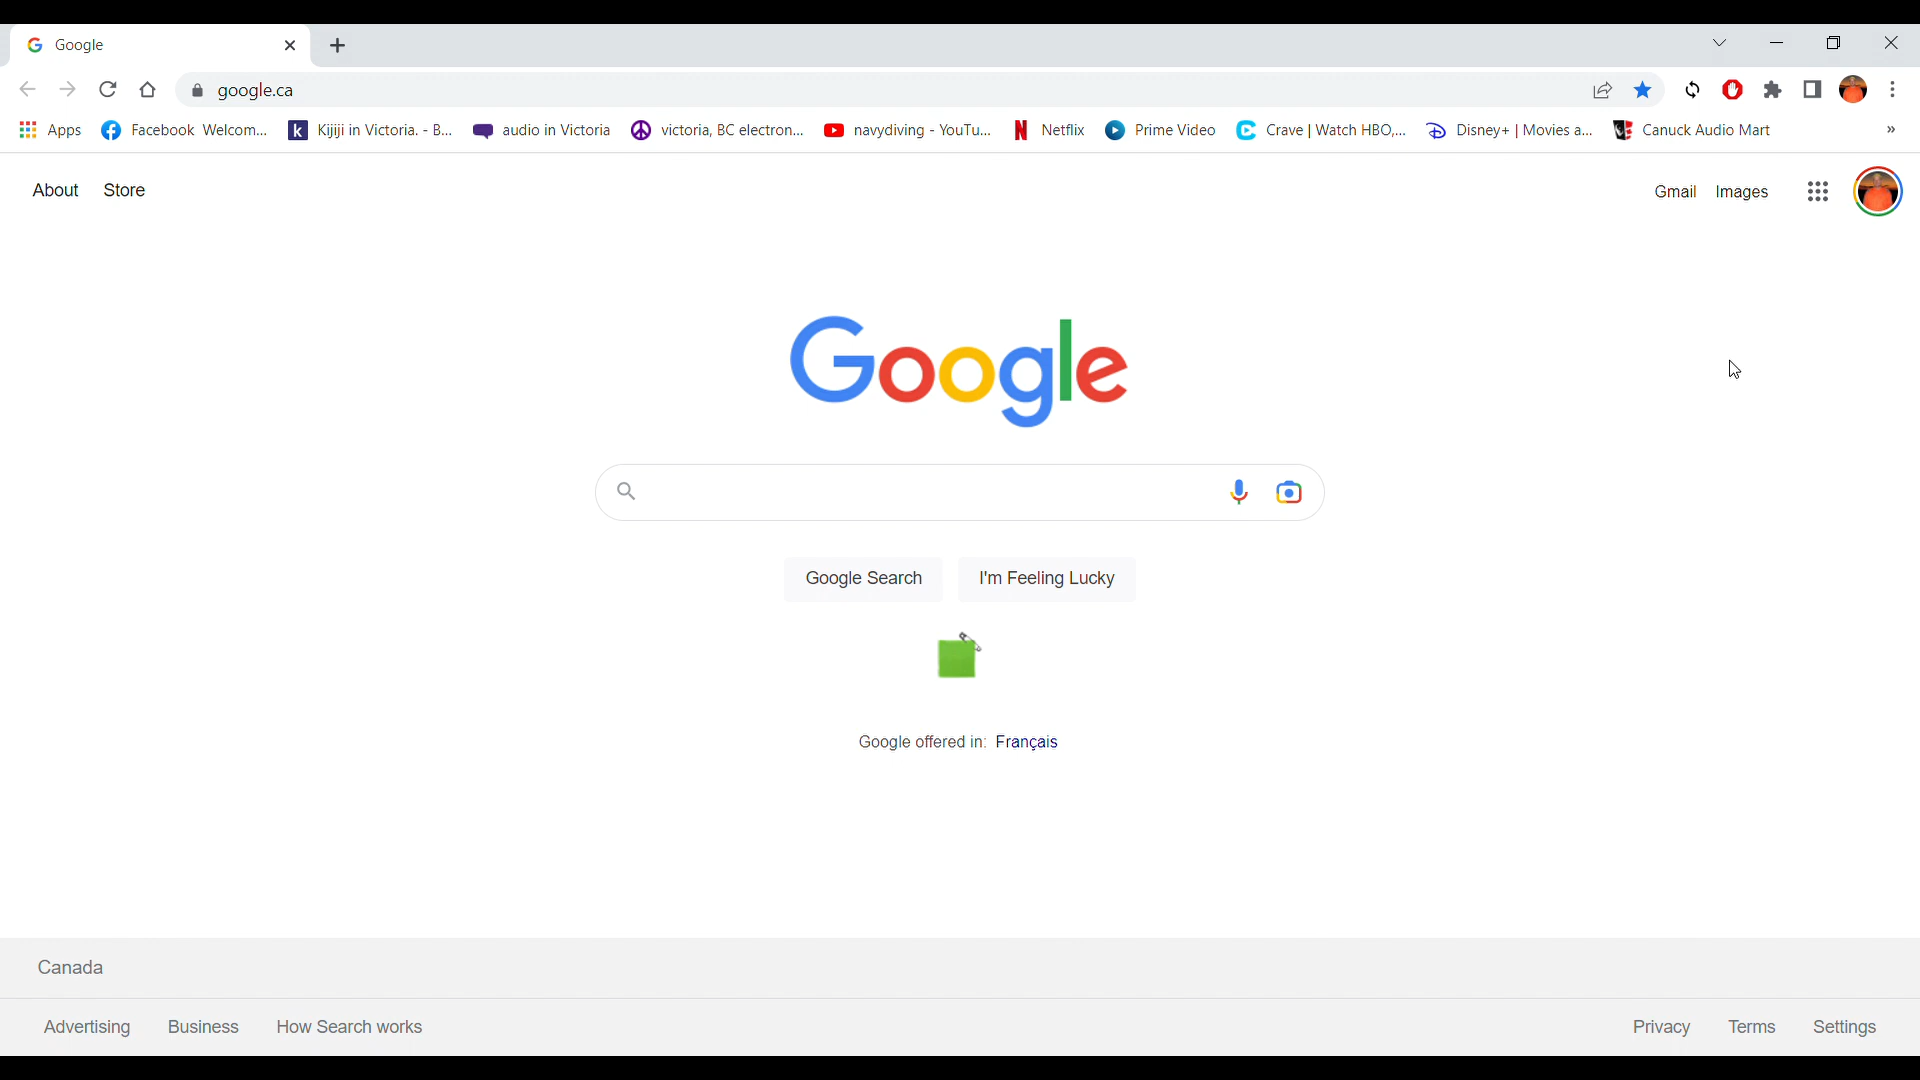 Google
google.ca
Apps Facebook Welcom... Kijiji in Victoria. - B... audio in Victoria victoria, BC electron... navydiving - YouTu... Netflix Prime Video Crave | Watch HBO,... Disney+ | Movies a... Canuck Audio Mart »
About Store Gmail Images
Google
Google Search I'm Feeling Lucky
Google offered in: Français
Canada
Advertising Business How Search works Privacy Terms Settings